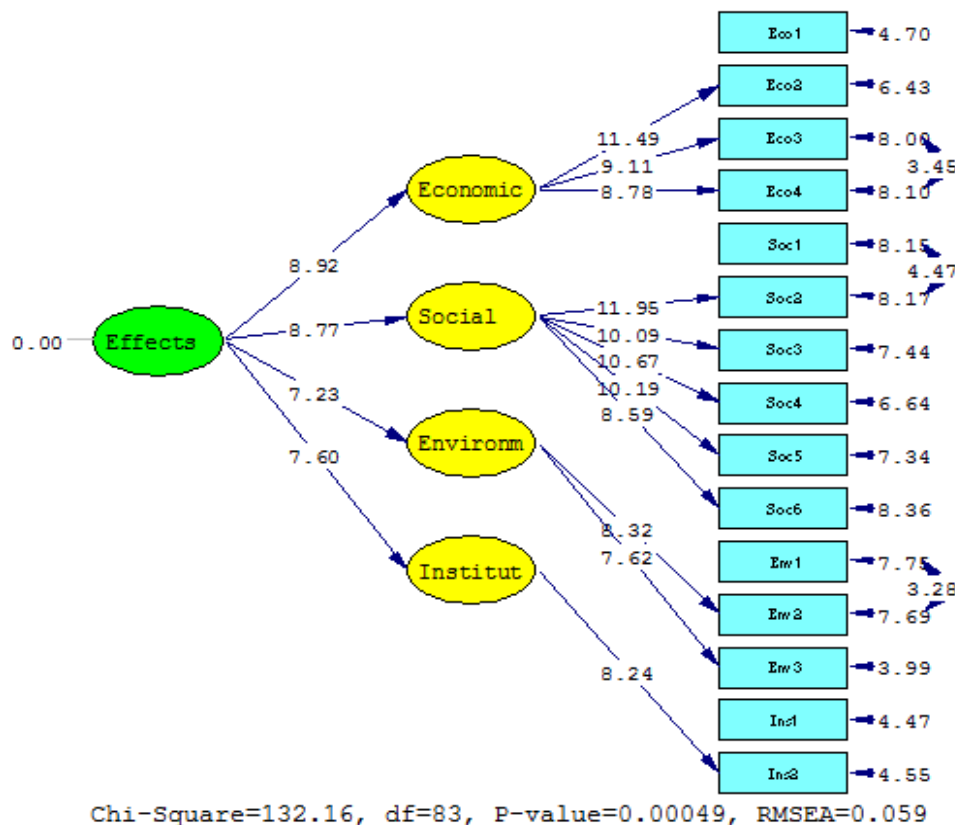 Eco1 4.70
Eco2 6.43
11.49 Eco3 8.00
9.11 3.45
Economic 8.78 Eco4 8.10
Soc1 8.15
8.92 4.47
11.95 Soc2 8.17
Social
0.00 Effects 8.77 10.09 Soc3 7.44
10.67
10.19
7.23 Soc4 6.64
8.59
Environm Soc5 7.34
7.60
Soc6 8.36
8.32
7.62 Env1 7.75
Institut 3.28
Env2 7.69
8.24 Env3 3.99
Ins1 4.47
Ins2 4.55
Chi-Square=132.16, df=83, P-value=0.00049, RMSEA=0.059